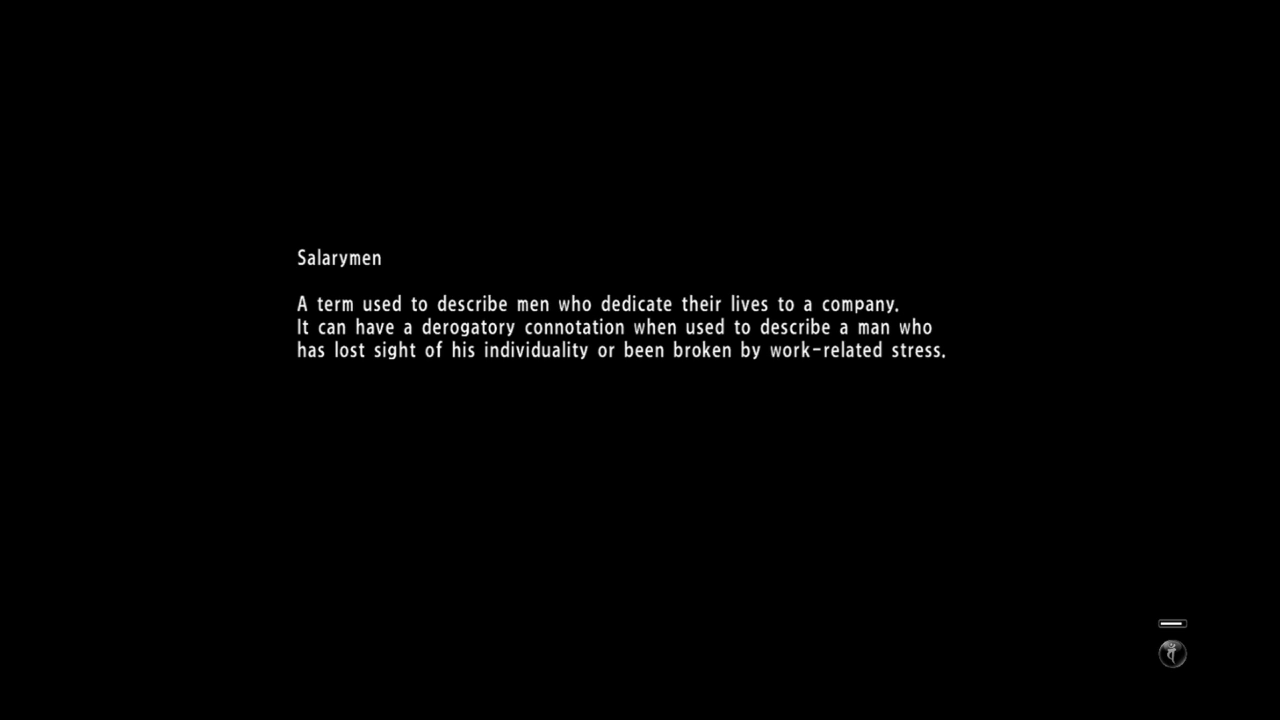 Salarymen
A term used to describe men who dedicate their lives to a company.
It can have a derogatory connotation when used to describe a man who
has lost sight of his individuality or been broken by work-related stress.